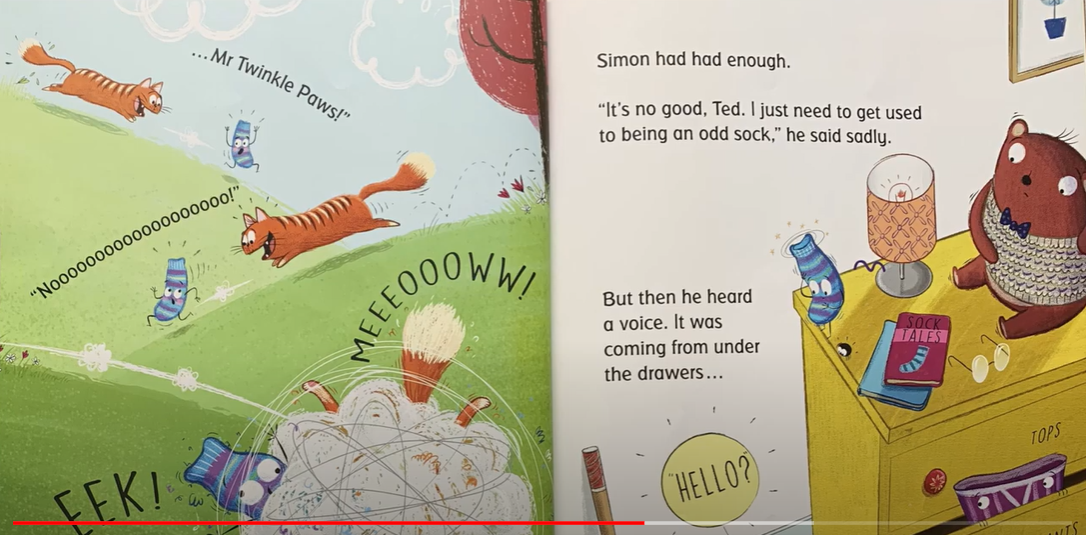 ...Mr Twinkle Paws!”
“Nooooooooooooooooo!”
MEEEOOOWW!
EEK!
Simon had had enough.
“It’s no good, Ted. I just need to get used
to being an odd sock,” he said sadly.
But then he heard
a voice. It was
coming from under
the drawers...
“HELLO?”
SOCK
TALES
TOPS